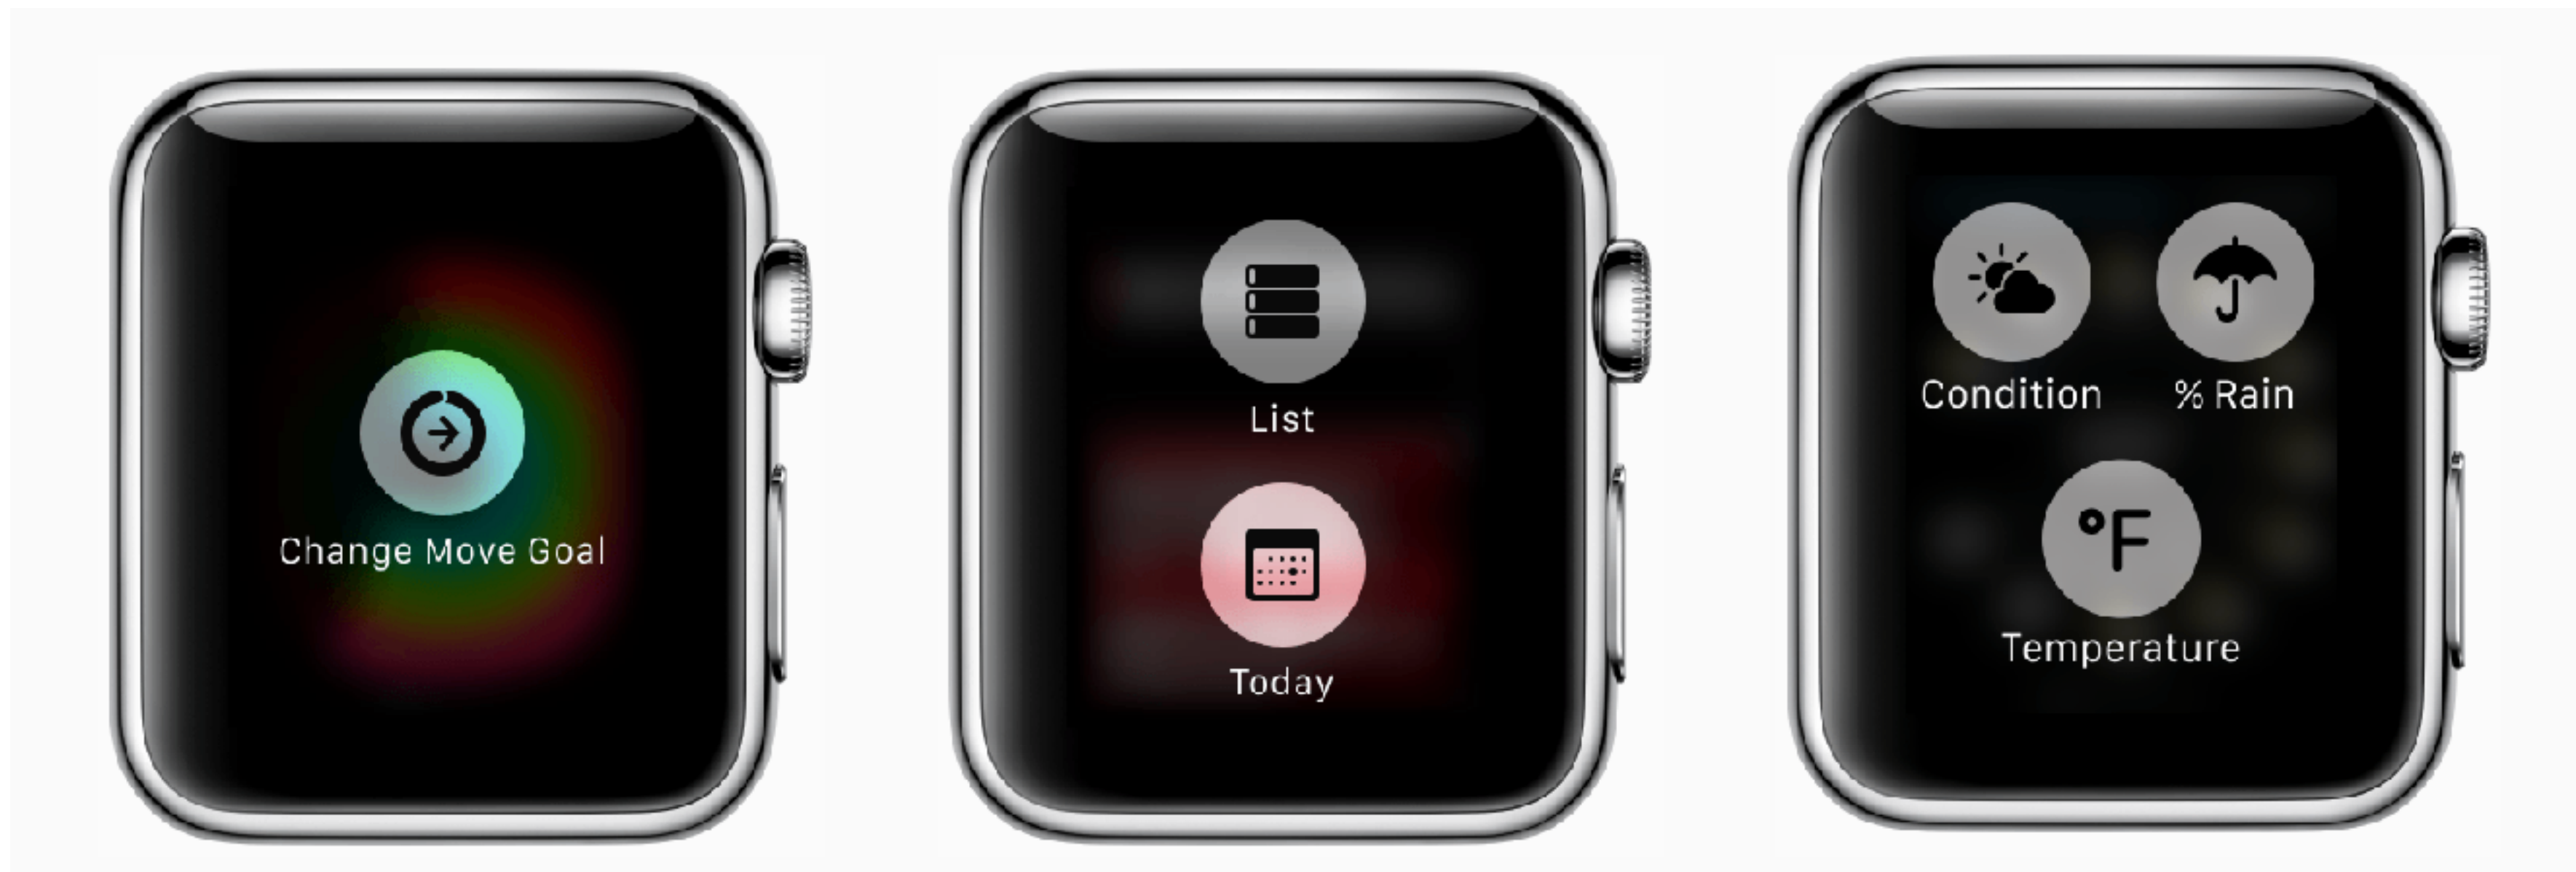 Change Move Goal
List
Today
Condition
% Rain
°F
Temperature